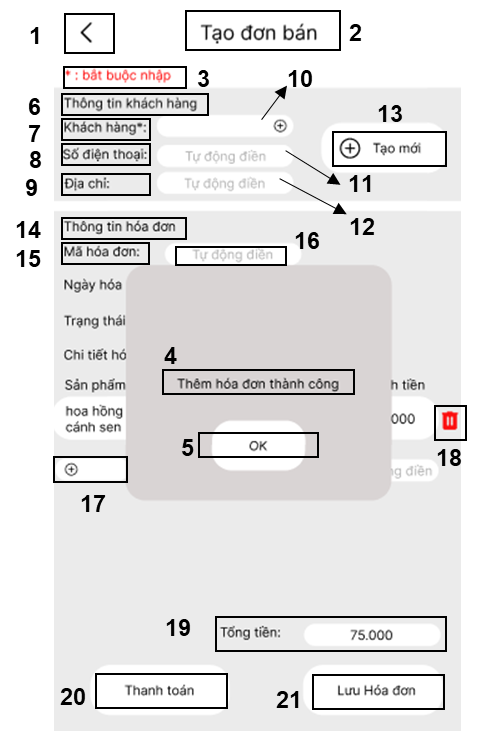 1
Tạo đơn bán
2
* : bắt buộc nhập
3
10
6
Thông tin khách hàng
13
7
Khách hàng*:
Tạo mới
8
Số điện thoại:
Tự động điền
9
Địa chỉ:
Tự động điền
11
12
14
Thông tin hóa đơn
15
Mã hóa đơn:
Tự động điền
16
Ngày hóa
Trạng thái
Chi tiết hó
4
Sản phẩm
Thêm hóa đơn thành công
h tiền
hoa hồng
cánh sen
000
5
OK
18
g điền
17
19
Tổng tiền:
75.000
20
Thanh toán
21
Lưu Hóa đơn